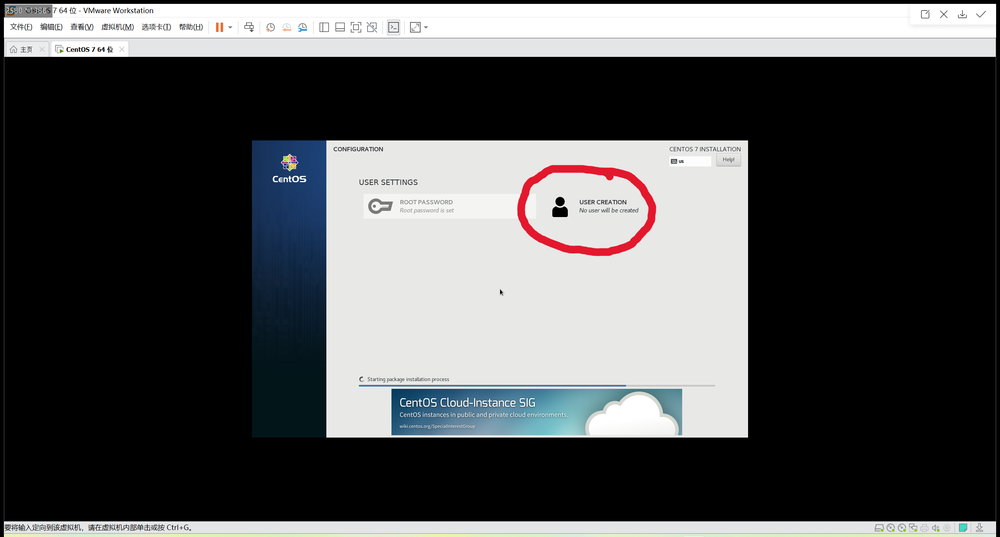 2580 * 1388
7 64 位 - VMware Workstation
文件(F) 编辑(E) 查看(V) 虚拟机(M) 选项卡(T) 帮助(H)
主页
CentOS 7 64 位
CONFIGURATION
CENTOS 7 INSTALLATION
us
Help!
CentOS
USER SETTINGS
ROOT PASSWORD
Root password is set
USER CREATION
No user will be created
Starting package installation process
CentOS Cloud-Instance SIG
CentOS instances in public and private cloud environments.
wiki.centos.org/SpecialInterestGroup
要将输入定向到该虚拟机，请在虚拟机内部单击或按 Ctrl+G。